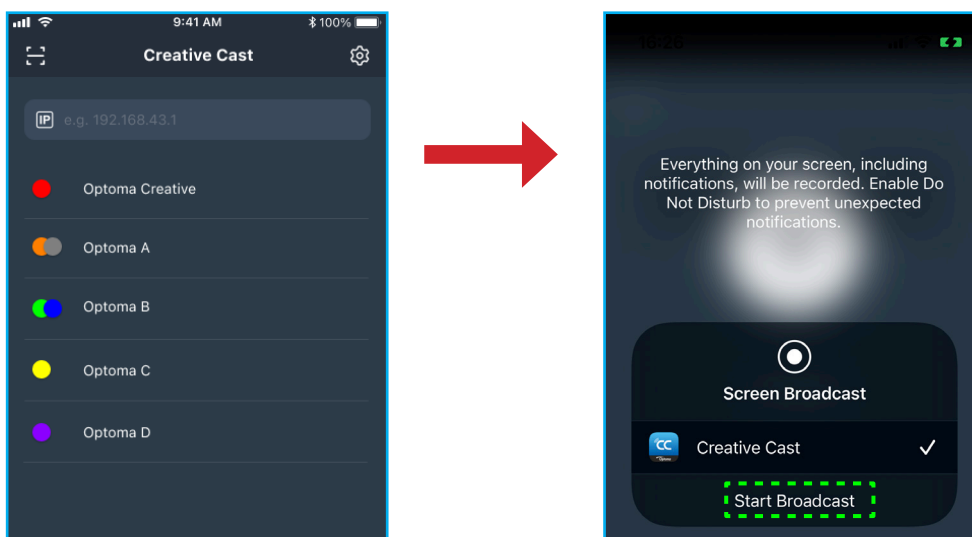 9:41 AM
100%
Creative Cast
IP e.g. 192.168.43.1
Optoma Creative
Optoma A
Optoma B
Optoma C
Optoma D
16:26
Everything on your screen, including
notifications, will be recorded. Enable Do
Not Disturb to prevent unexpected
notifications.
Screen Broadcast
CC
Creative Cast
Start Broadcast